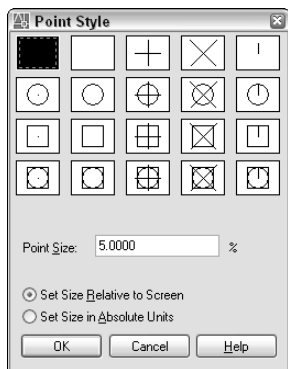 Point Style
Point Size: 5.0000 %
Set Size Relative to Screen
Set Size in Absolute Units
OK Cancel Help